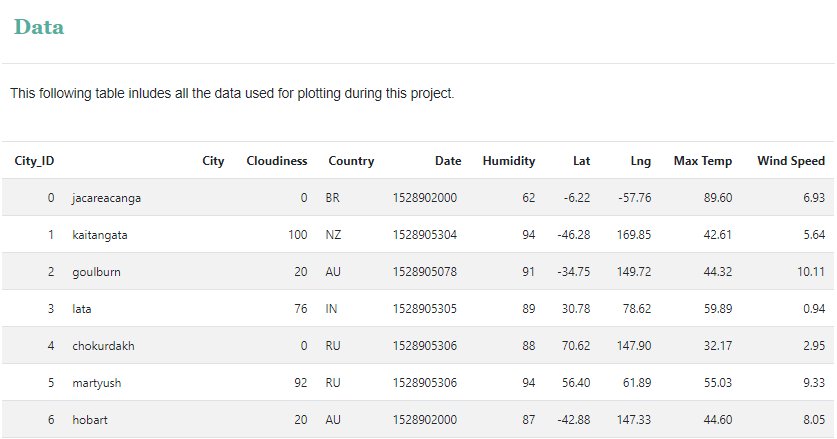 Data
This following table inludes all the data used for plotting during this project.
City_ID City Cloudiness Country Date Humidity Lat Lng Max Temp Wind Speed
0 jacareacanga 0 BR 1528902000 62 -6.22 -57.76 89.60 6.93
1 kaitangata 100 NZ 1528905304 94 -46.28 169.85 42.61 5.64
2 goulburn 20 AU 1528905078 91 -34.75 149.72 44.32 10.11
3 lata 76 IN 1528905305 89 30.78 78.62 59.89 0.94
4 chokurdakh 0 RU 1528905306 88 70.62 147.90 32.17 2.95
5 martyush 92 RU 1528905306 94 56.40 61.89 55.03 9.33
6 hobart 20 AU 1528902000 87 -42.88 147.33 44.60 8.05